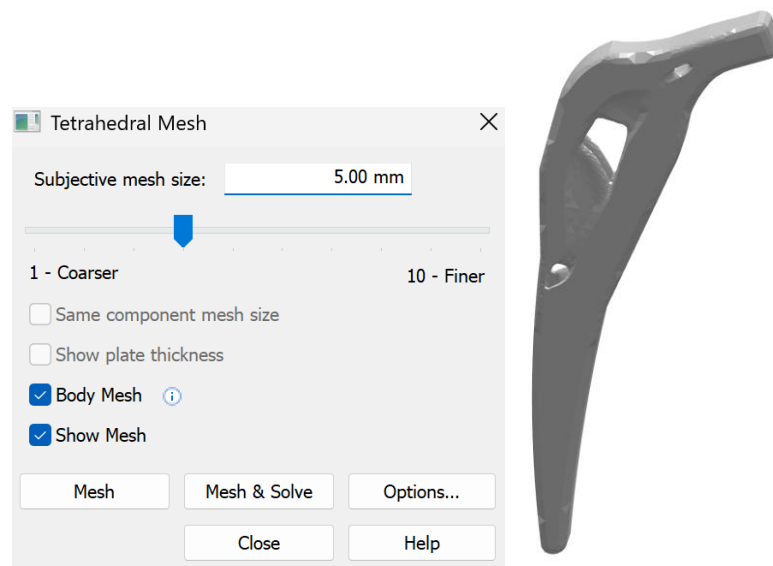 Tetrahedral Mesh
Subjective mesh size: 5.00 mm
1 - Coarser 10 - Finer
Same component mesh size
Show plate thickness
Body Mesh
Show Mesh
Mesh Mesh & Solve Options...
Close Help